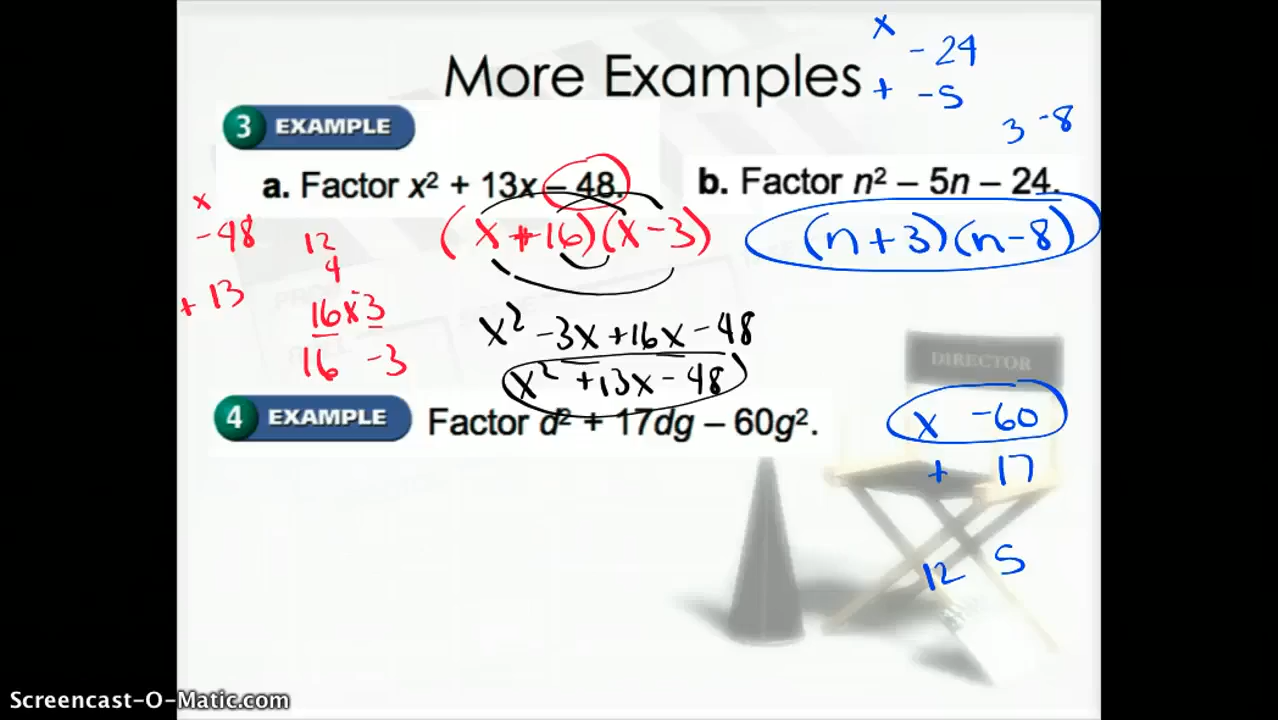 More Examples
x -24
+ -5
3 -8
3 EXAMPLE
a. Factor x² + 13x – 48.
b. Factor n² – 5n – 24.
x
-48
+ 13
12
4
16x3
16 -3
(x+16)(x-3)
(n+3)(n-8)
x² -3x +16x -48
x² +13x -48
DIRECTOR
4 EXAMPLE Factor d² + 17dg – 60g².
x -60
+ 17
12 5
Screencast-O-Matic.com